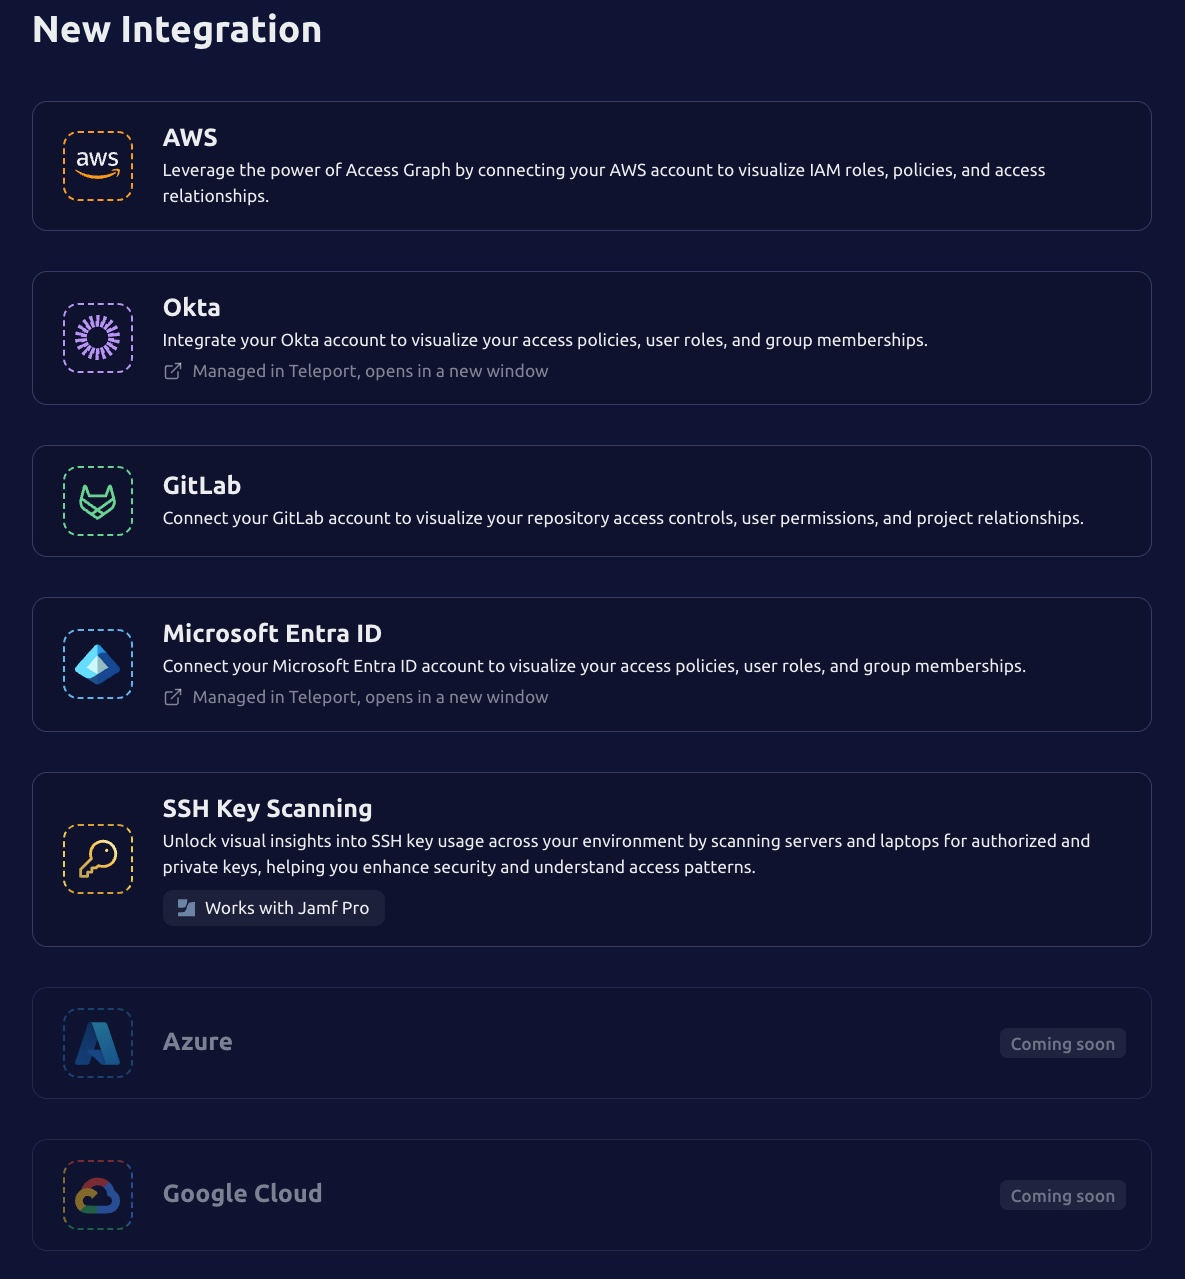 New Integration
aws
AWS
Leverage the power of Access Graph by connecting your AWS account to visualize IAM roles, policies, and access
relationships.
Okta
Integrate your Okta account to visualize your access policies, user roles, and group memberships.
Managed in Teleport, opens in a new window
GitLab
Connect your GitLab account to visualize your repository access controls, user permissions, and project relationships.
Microsoft Entra ID
Connect your Microsoft Entra ID account to visualize your access policies, user roles, and group memberships.
Managed in Teleport, opens in a new window
SSH Key Scanning
Unlock visual insights into SSH key usage across your environment by scanning servers and laptops for authorized and
private keys, helping you enhance security and understand access patterns.
Works with Jamf Pro
Azure
Coming soon
Google Cloud
Coming soon